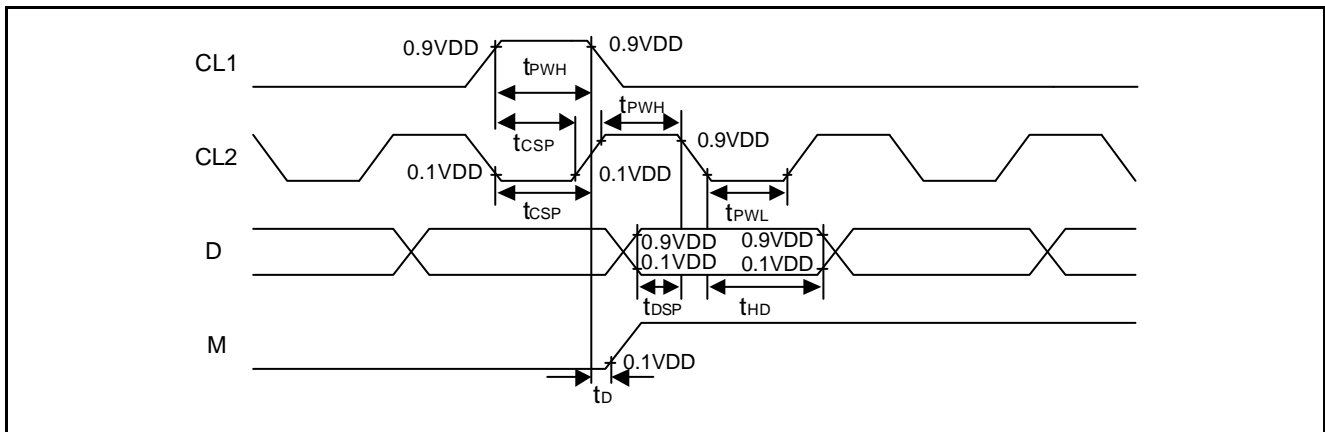 0.9VDD 0.9VDD
CL1
tPWH
tPWH
tCSP
0.9VDD
CL2
0.1VDD 0.1VDD
tCSP
tPWL
0.9VDD 0.9VDD
D
0.1VDD 0.1VDD
tDSP tHD
M
0.1VDD
tD